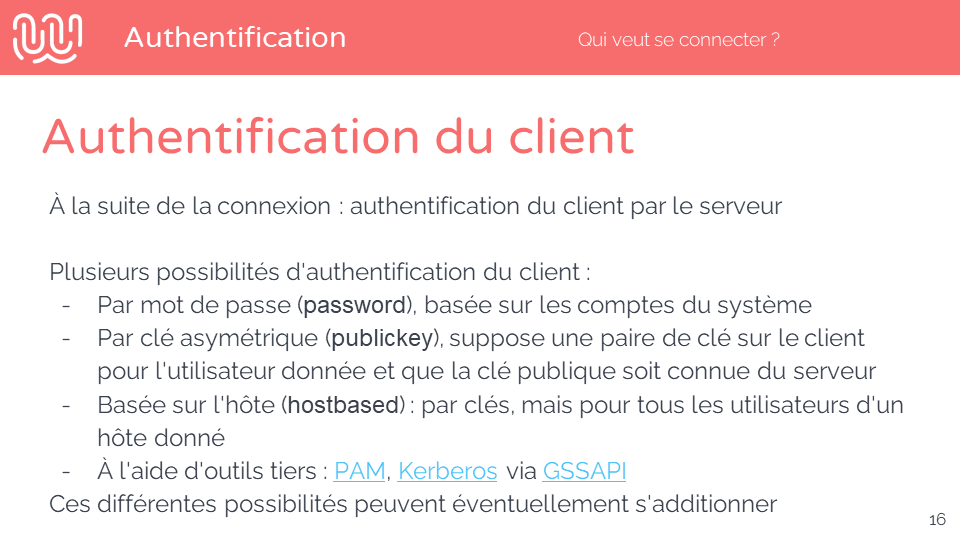 Authentification
Qui veut se connecter ?
Authentification du client
À la suite de la connexion : authentification du client par le serveur
Plusieurs possibilités d'authentification du client :
- Par mot de passe (password), basée sur les comptes du système
- Par clé asymétrique (publickey), suppose une paire de clé sur le client
pour l'utilisateur donnée et que la clé publique soit connue du serveur
- Basée sur l'hôte (hostbased) : par clés, mais pour tous les utilisateurs d'un
hôte donné
- À l'aide d'outils tiers : PAM, Kerberos via GSSAPI
Ces différentes possibilités peuvent éventuellement s'additionner
16